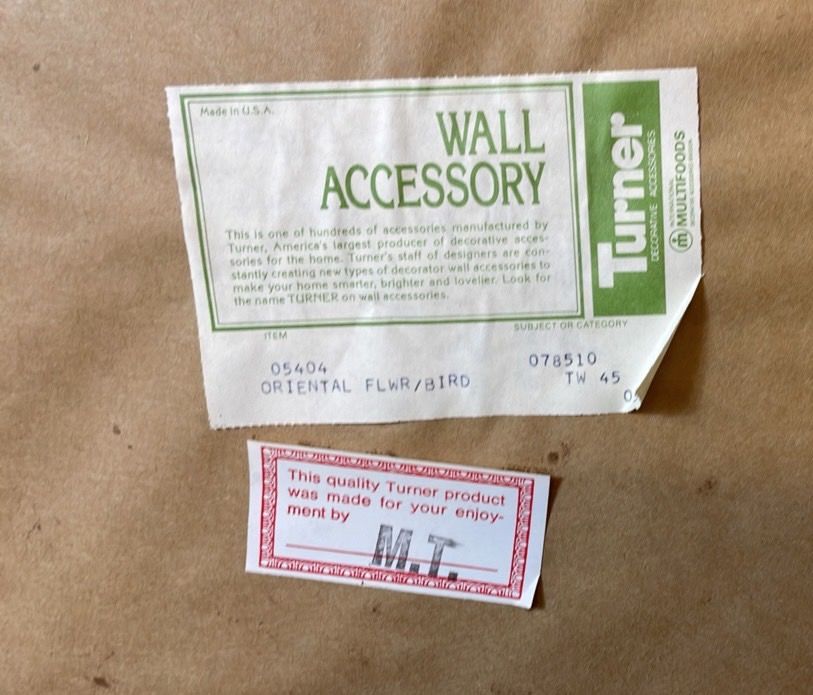 Made in U.S.A.
WALL
ACCESSORY
This is one of hundreds of accessories manufactured by
Turner, America's largest producer of decorative acces-
sories for the home. Turner's staff of designers are con-
stantly creating new types of decorator wall accessories to
make your home smarter, brighter and lovelier. Look for
the name TURNER on wall accessories.
Turner
DECORATIVE ACCESSORIES
INTERNATIONAL
MULTIFOODS
ITEM
SUBJECT OR CATEGORY
05404
078510
ORIENTAL FLWR/BIRD
TW 45
This quality Turner product
was made for your enjoy-
ment by
M.T.